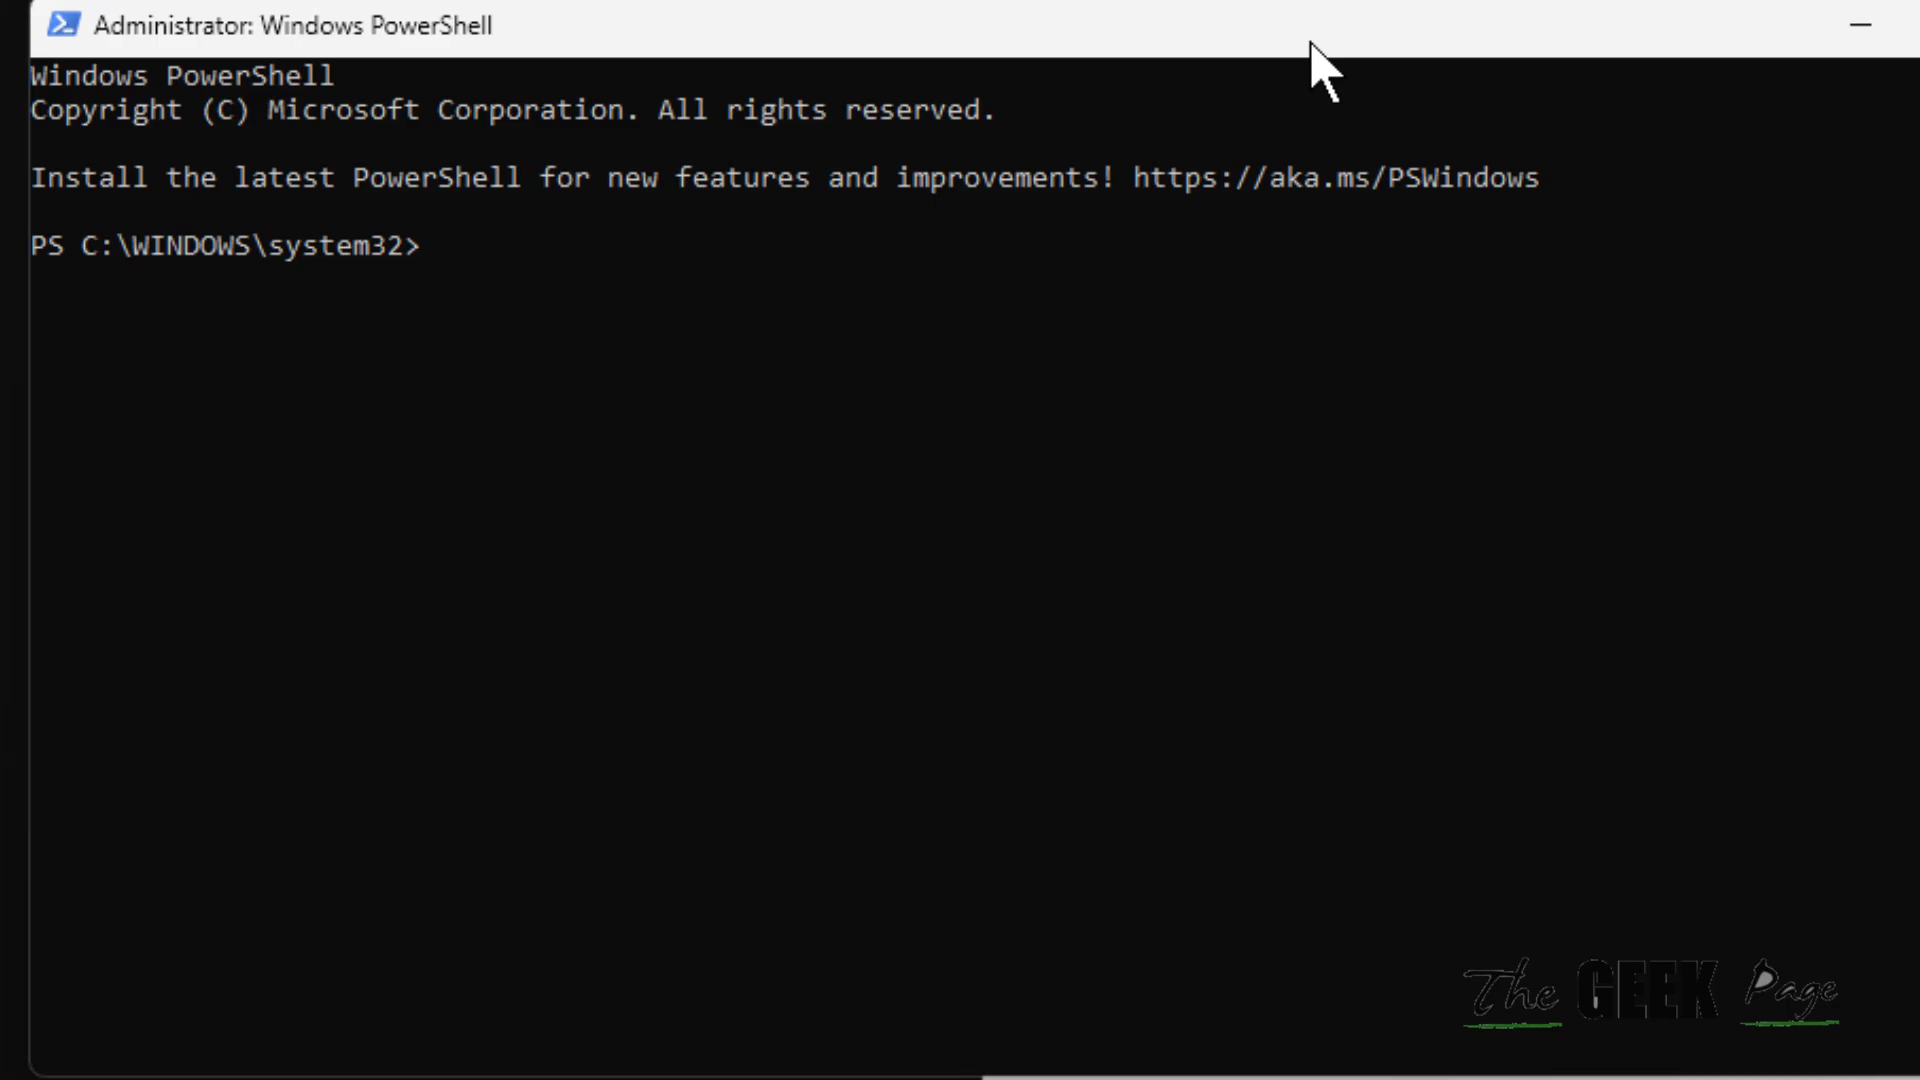 Administrator: Windows PowerShell
Windows PowerShell
Copyright (C) Microsoft Corporation. All rights reserved.
Install the latest PowerShell for new features and improvements! https://aka.ms/PSWindows
PS C:\WINDOWS\system32>
The GEEK Page